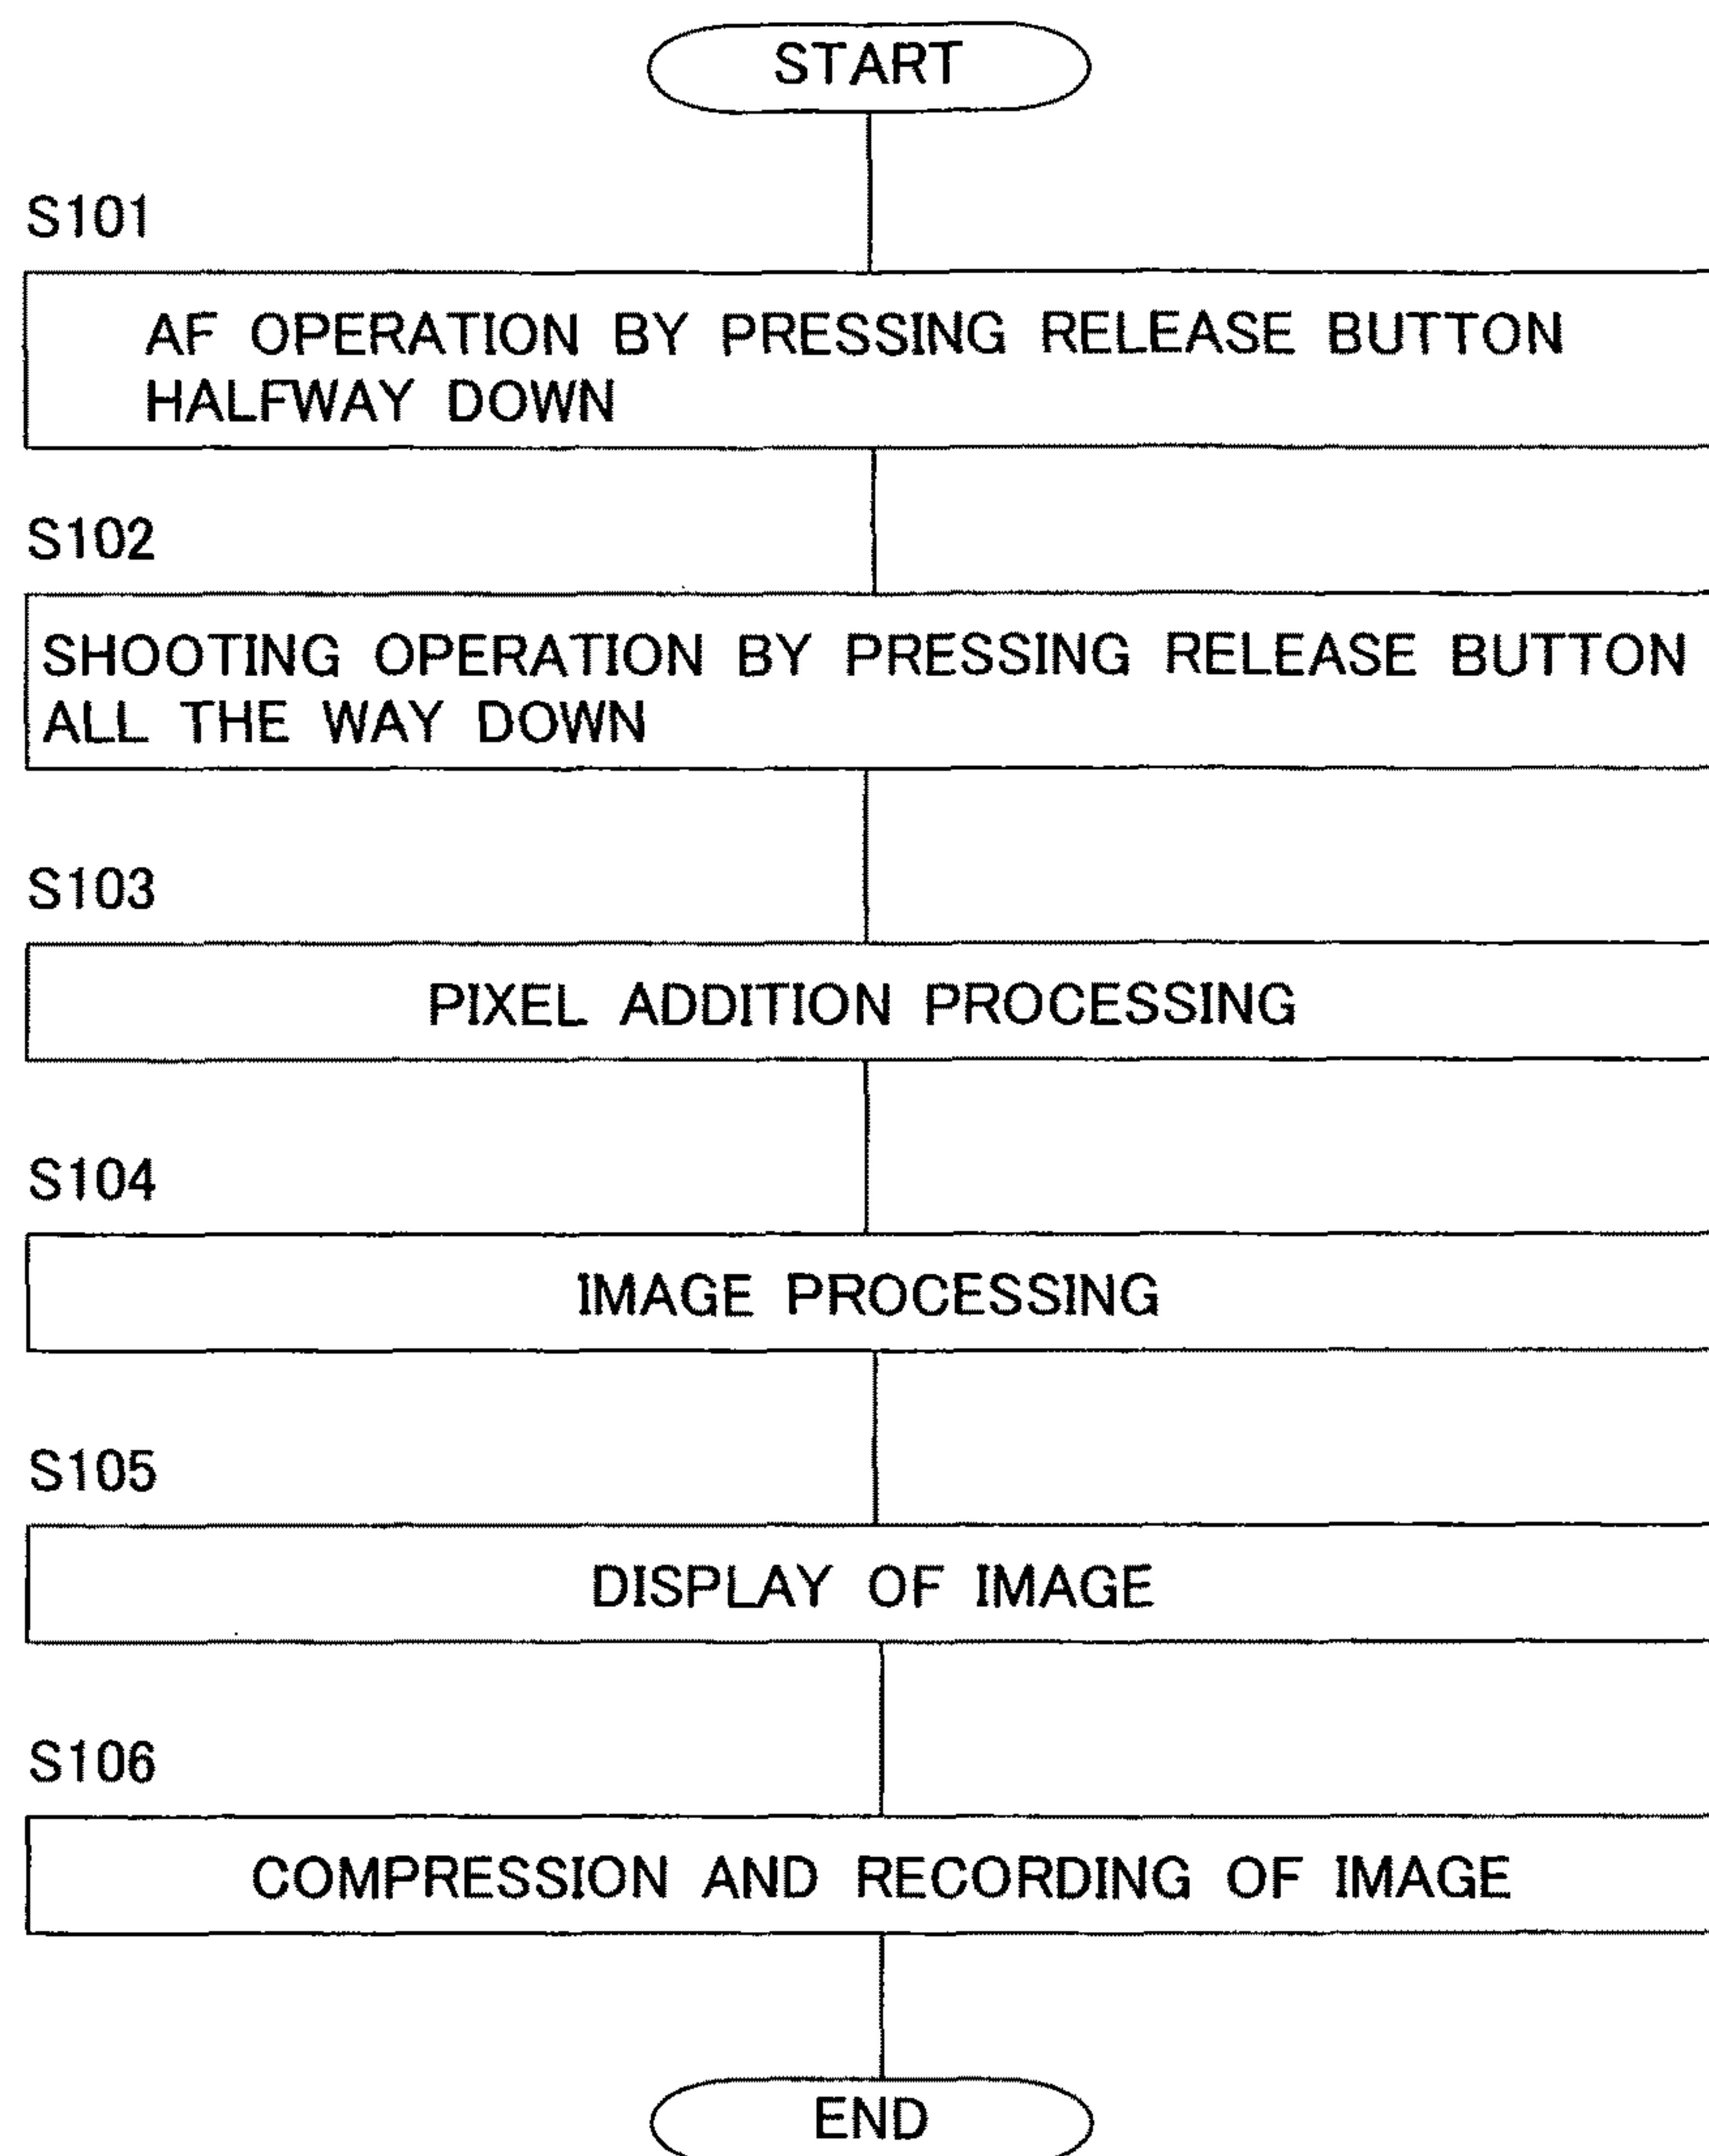 START
S101
AF OPERATION BY PRESSING RELEASE BUTTON
HALFWAY DOWN
S102
SHOOTING OPERATION BY PRESSING RELEASE BUTTON
ALL THE WAY DOWN
S103
PIXEL ADDITION PROCESSING
S104
IMAGE PROCESSING
S105
DISPLAY OF IMAGE
S106
COMPRESSION AND RECORDING OF IMAGE
END